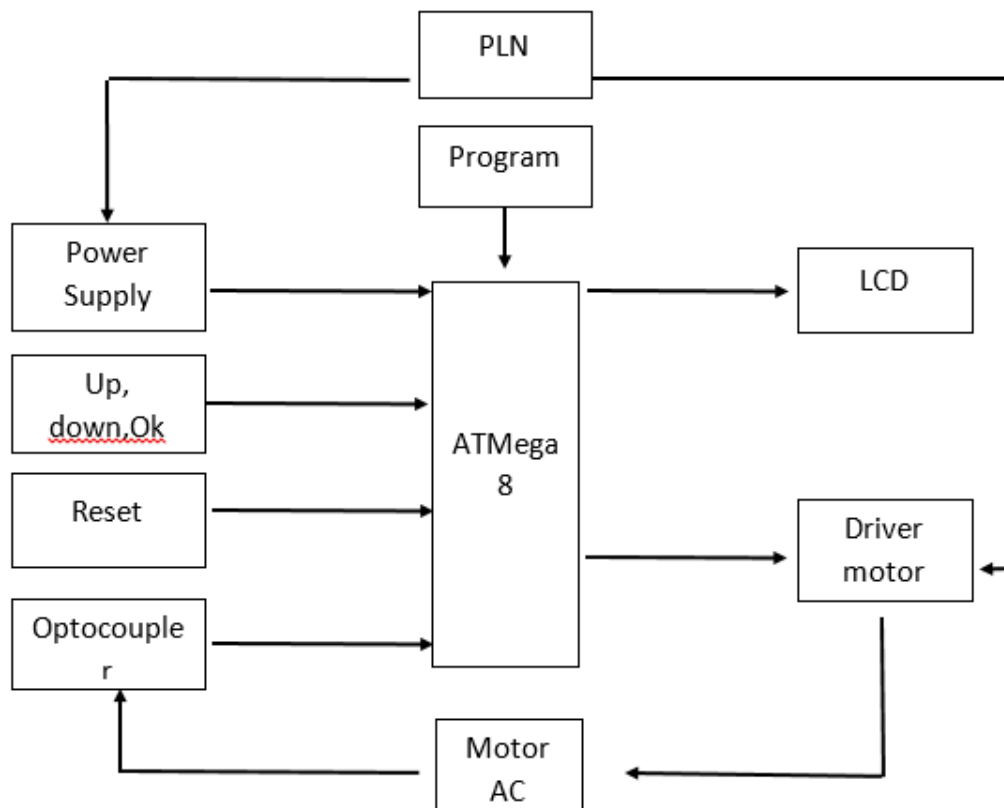 PLN
Program
Power
Supply
LCD
Up,
down,Ok
ATMega
8
Reset
Driver
motor
Optocouple
r
Motor
AC